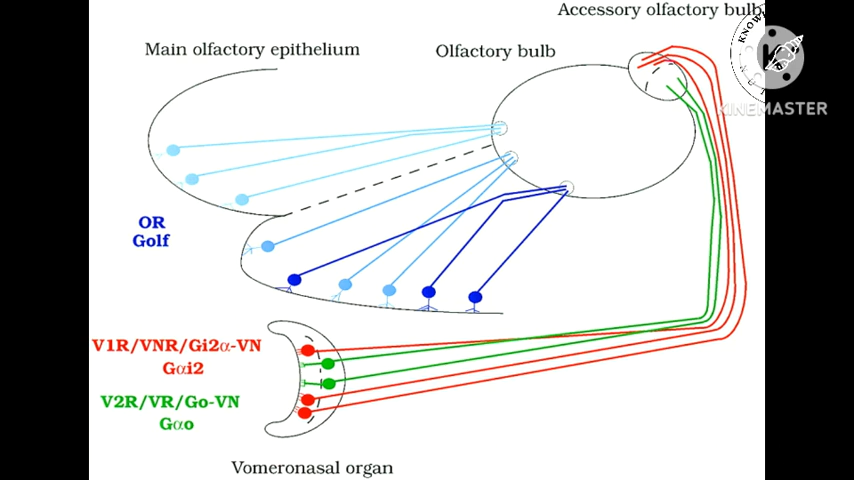 Accessory olfactory bulb
Main olfactory epithelium
Olfactory bulb
KINEMASTER
OR
Golf
V1R/VNR/Gi2α-VN
Gαi2
V2R/VR/Go-VN
Gαo
Vomeronasal organ